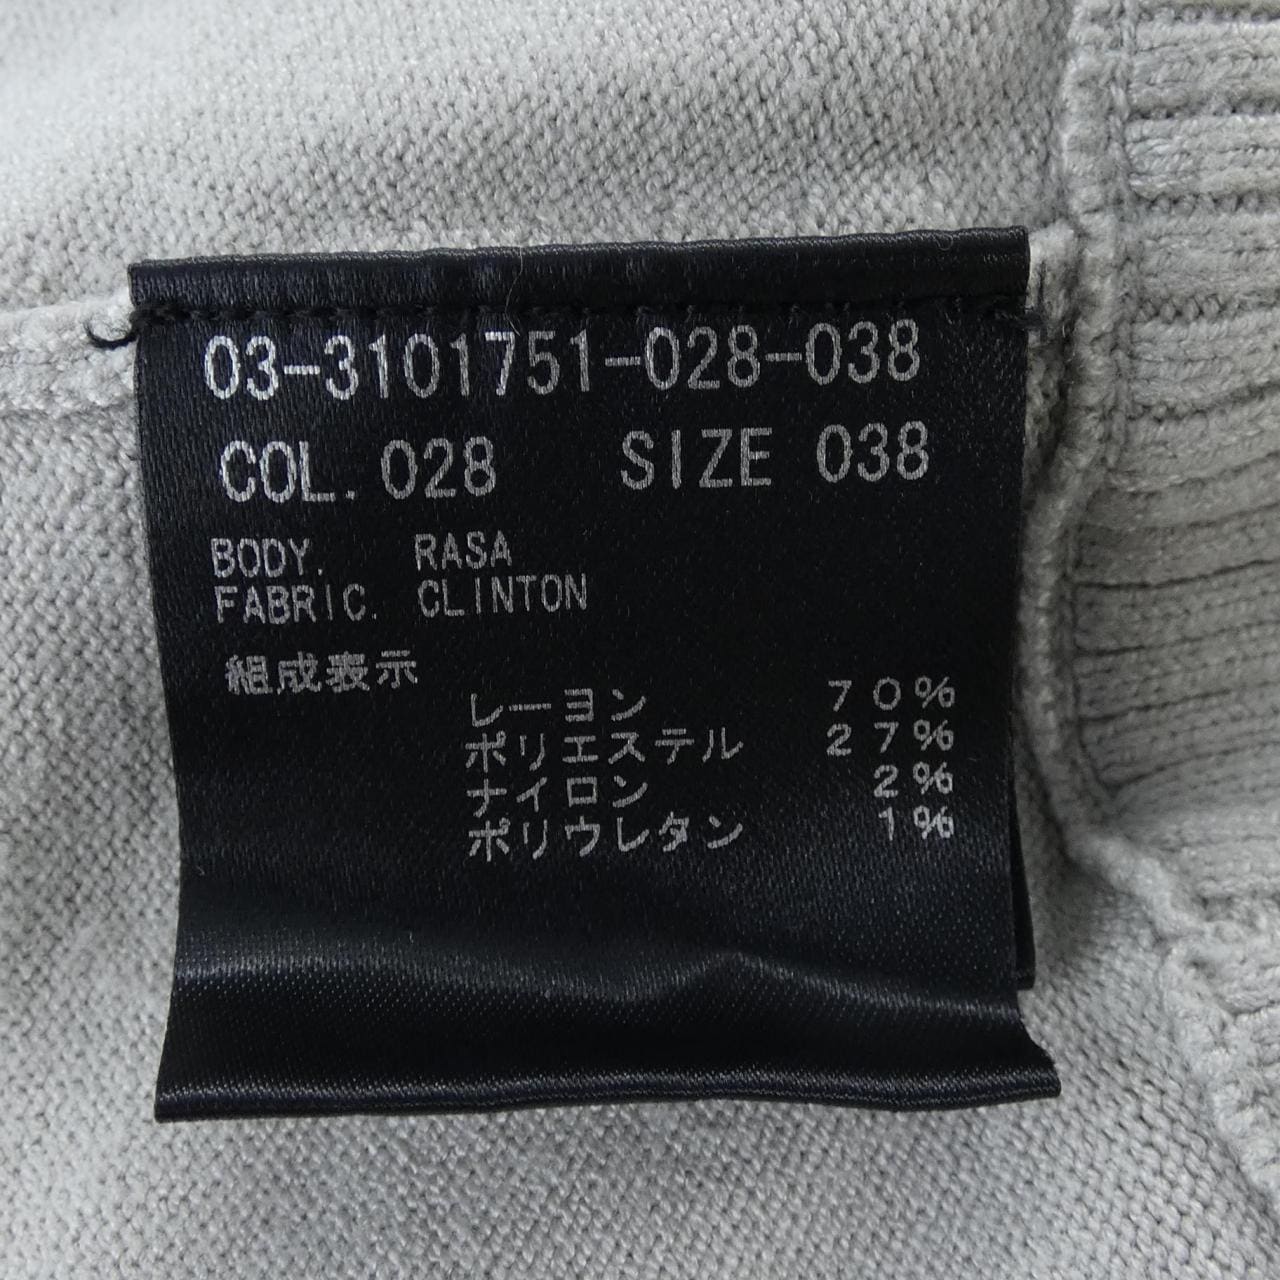 03-3101751-028-038
COL. 028 SIZE 038
BODY. RASA
FABRIC. CLINTON
組成表示
レーヨン 70%
ポリエステル 27%
ナイロン 2%
ポリウレタン 1%